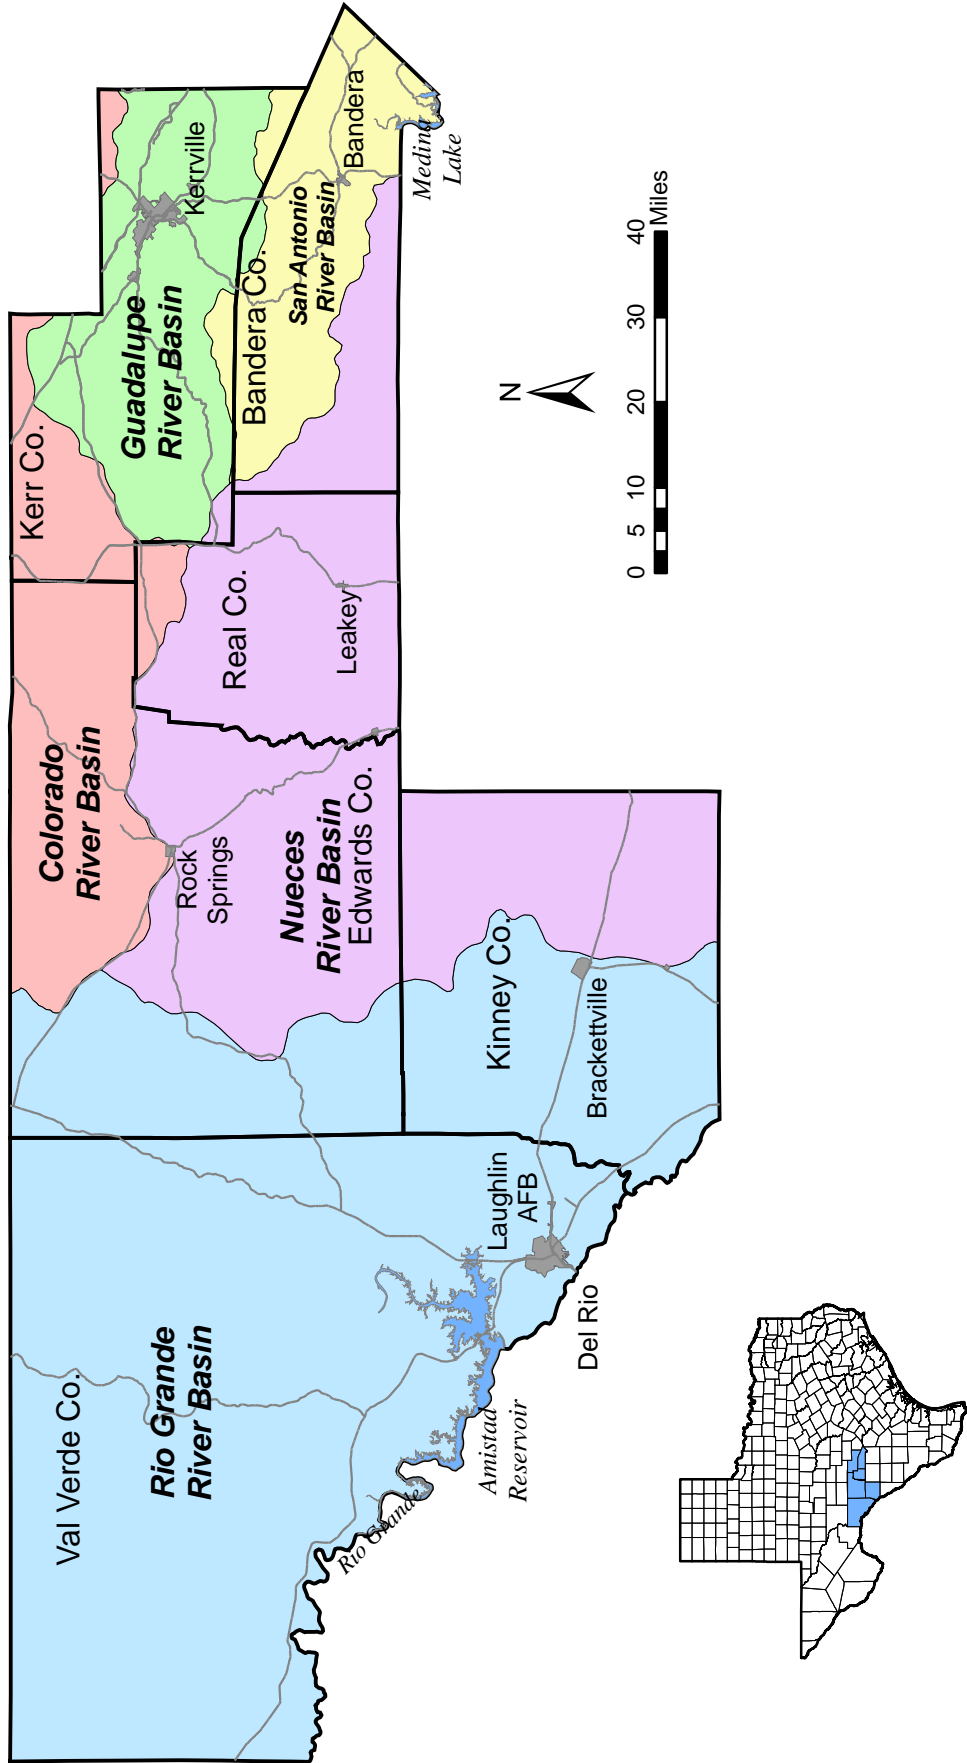 Val Verde Co.
Rio Grande
River Basin
Rio Grande
Amistad
Reservoir
Del Rio
Laughlin
AFB
Colorado
River Basin
Rock
Springs
Nueces
River Basin
Edwards Co.
Kinney Co.
Brackettville
Kerr Co.
Real Co.
Leakey
Guadalupe
River Basin
Kerrville
Bandera Co.
San Antonio
River Basin
Bandera
Medina
Lake
N
0 5 10 20 30 40
Miles